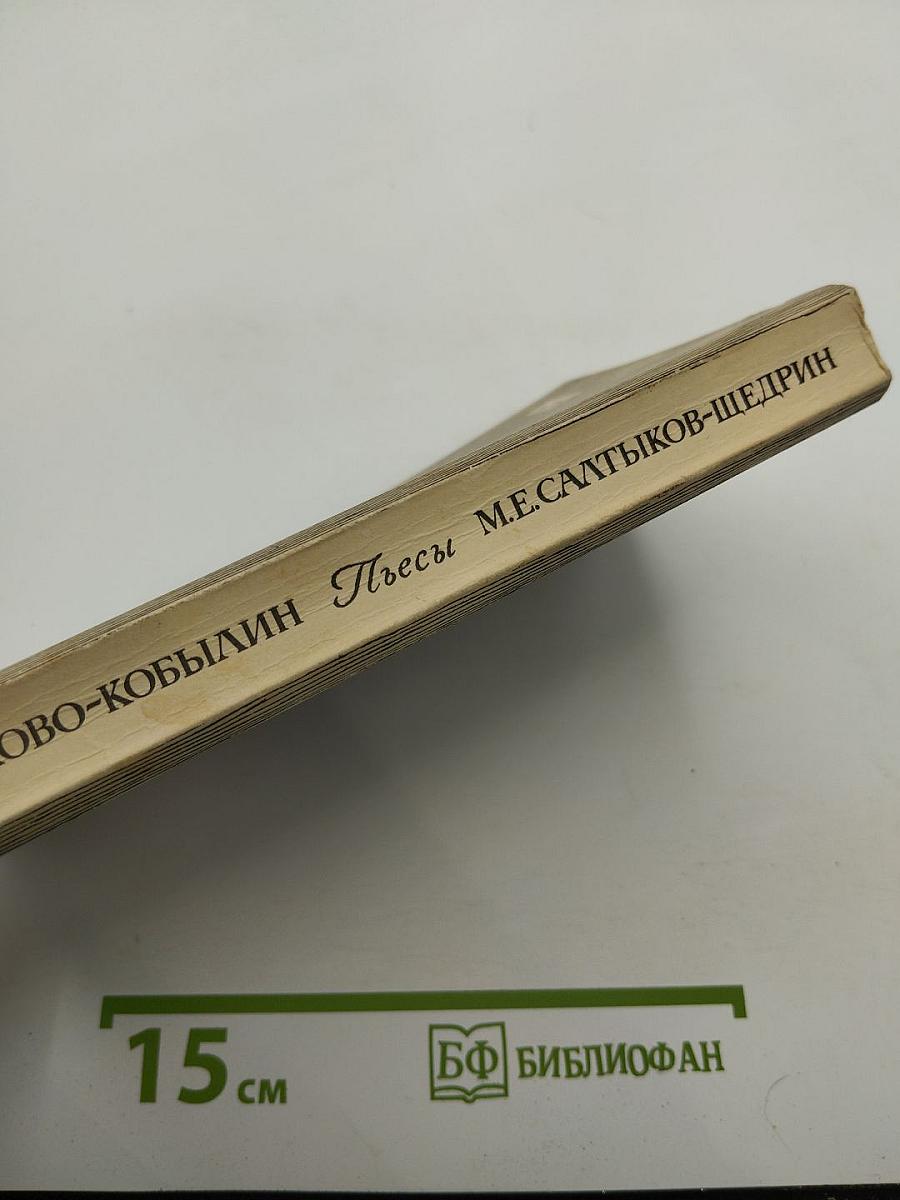 ОВО-КОБЫЛИН Пьесы М.Е.САЛТЫКОВ-ЩЕДРИН
15 см
БФ БИБЛИОФАН